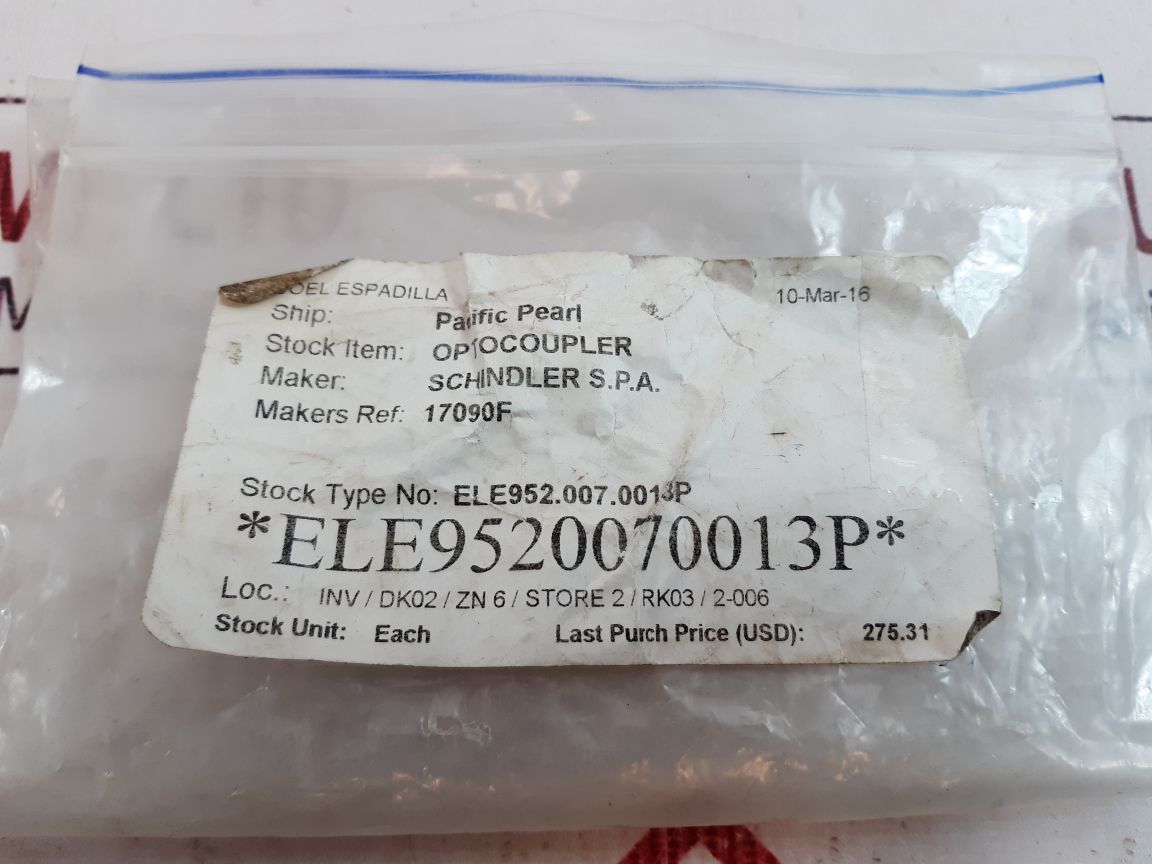 JOEL ESPADILLA 10-Mar-16
Ship: Pacific Pearl
Stock Item: OPTOCOUPLER
Maker: SCHINDLER S.P.A.
Makers Ref: 17090F
Stock Type No: ELE952.007.0013P
*ELE9520070013P*
Loc.: INV / DK02 / ZN 6 / STORE 2 / RK03 / 2-006
Stock Unit: Each Last Purch Price (USD): 275.31